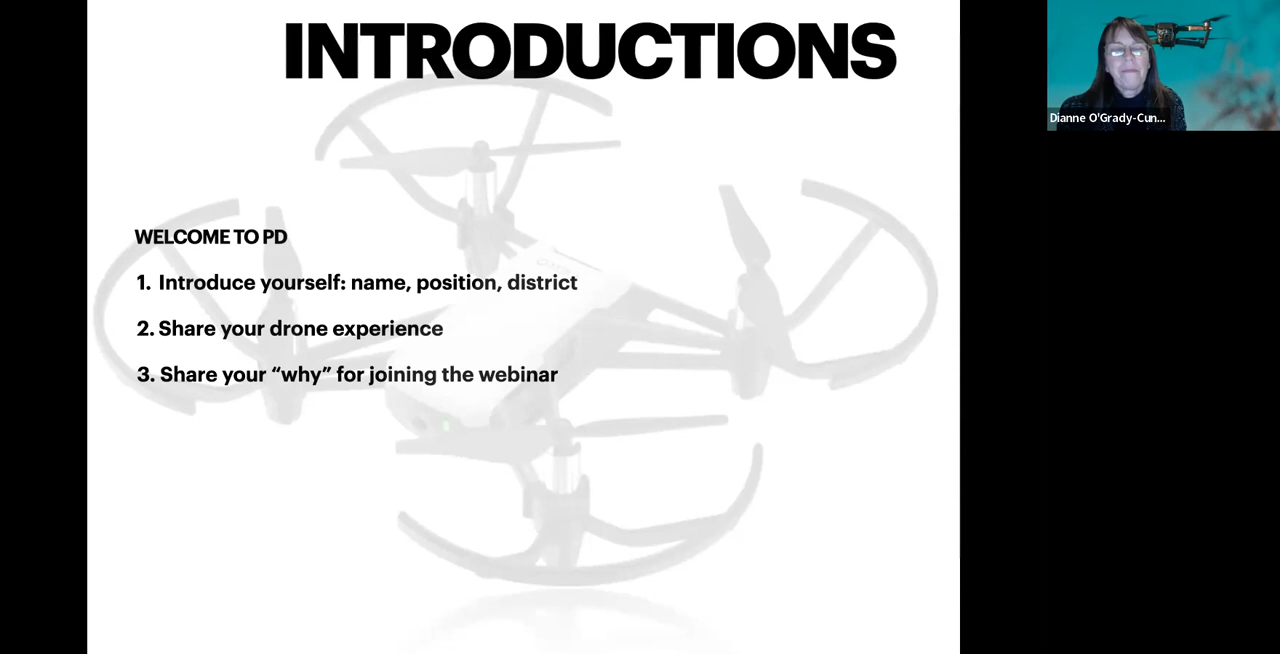 INTRODUCTIONS
WELCOME TO PD
1. Introduce yourself: name, position, district
2. Share your drone experience
3. Share your “why” for joining the webinar
Dianne O'Grady-Cun...